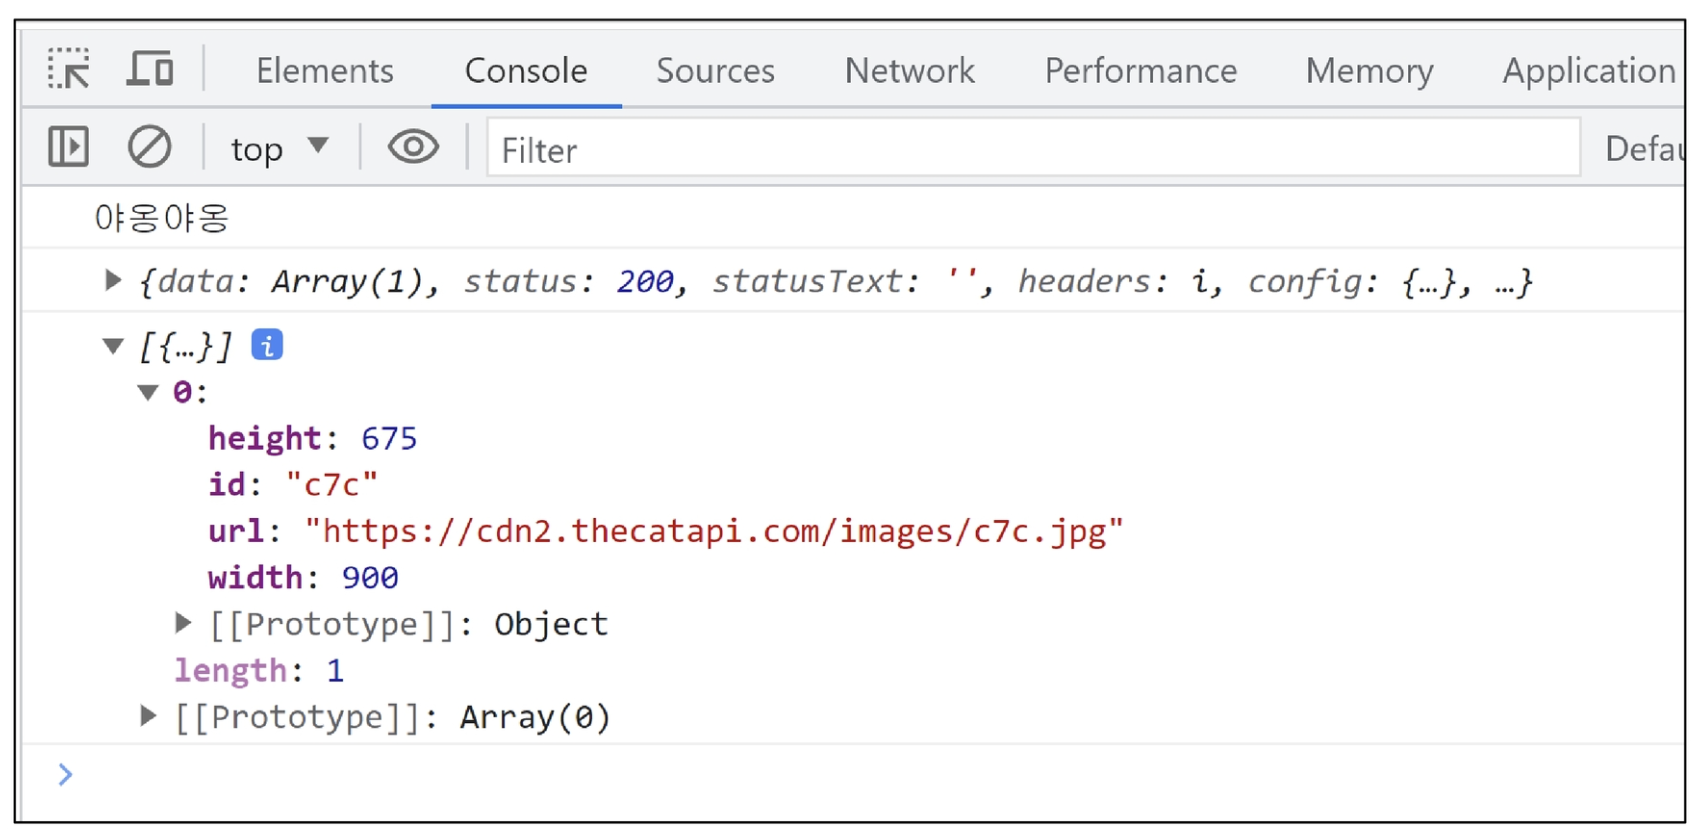 Elements Console Sources Network Performance Memory Application
top Filter Defau
야옹야옹
{data: Array(1), status: 200, statusText: '', headers: i, config: {…}, …}
[{…}] i
0:
height: 675
id: "c7c"
url: "https://cdn2.thecatapi.com/images/c7c.jpg"
width: 900
[[Prototype]]: Object
length: 1
[[Prototype]]: Array(0)